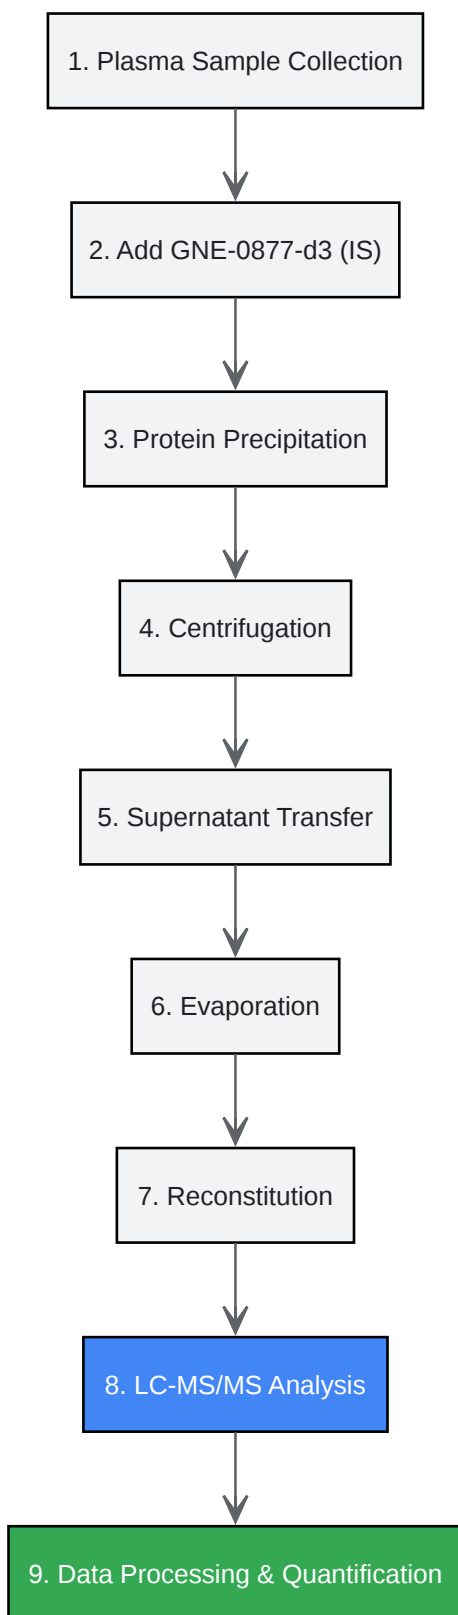 1. Plasma Sample Collection
2. Add GNE-0877-d3 (IS)
3. Protein Precipitation
4. Centrifugation
5. Supernatant Transfer
6. Evaporation
7. Reconstitution
8. LC-MS/MS Analysis
9. Data Processing & Quantification